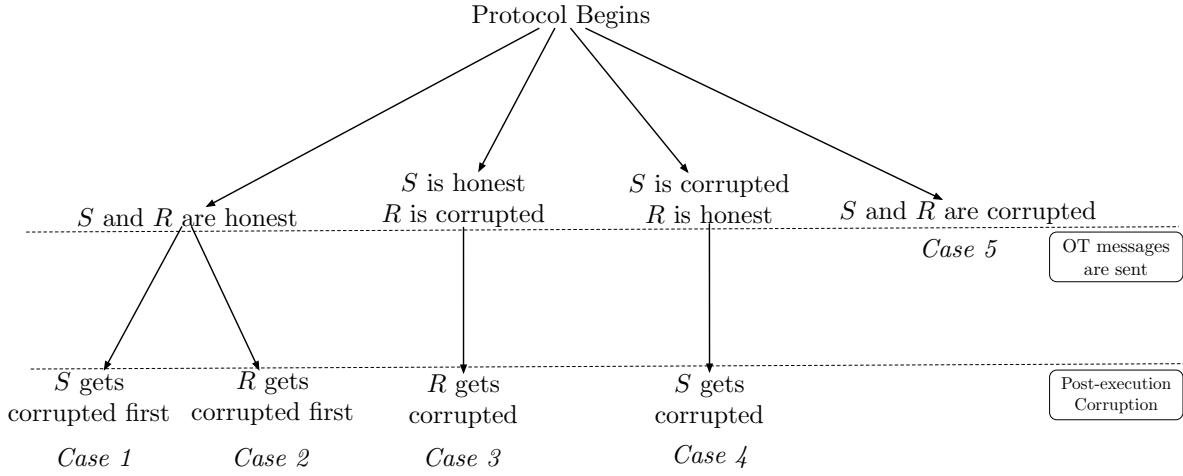 Protocol Begins
S is honest
R is corrupted
S is corrupted
R is honest
S and R are honest
S and R are corrupted
Case 5
OT messages
are sent
S gets
corrupted first
Case 1
R gets
corrupted first
Case 2
R gets
corrupted
Case 3
S gets
corrupted
Case 4
Post-execution
Corruption